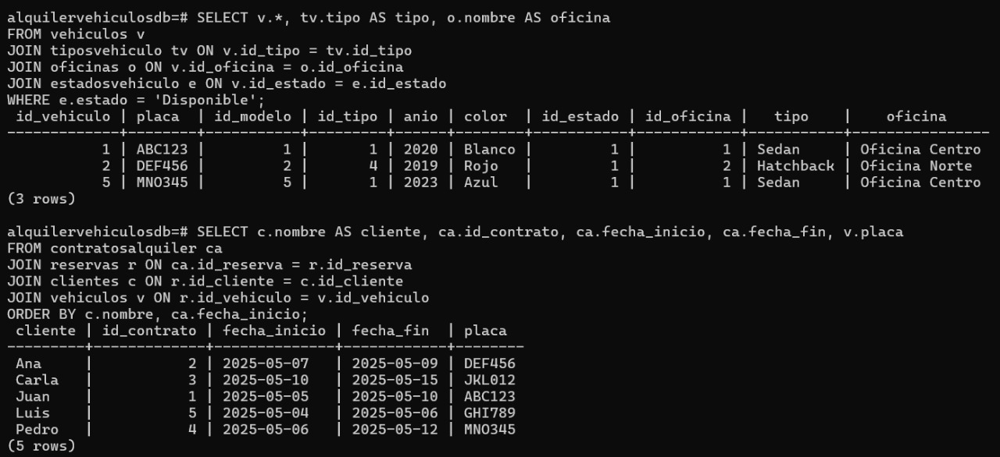 alquilervehiculosdb=# SELECT v.*, tv.tipo AS tipo, o.nombre AS oficina
FROM vehiculos v
JOIN tiposvehiculo tv ON v.id_tipo = tv.id_tipo
JOIN oficinas o ON v.id_oficina = o.id_oficina
JOIN estadosvehiculo e ON v.id_estado = e.id_estado
WHERE e.estado = 'Disponible';
 id_vehiculo | placa  | id_modelo | id_tipo | anio | color  | id_estado | id_oficina |   tipo    |    oficina
-------------+--------+-----------+---------+------+--------+-----------+------------+-----------+----------------
           1 | ABC123 |         1 |       1 | 2020 | Blanco |         1 |          1 | Sedan     | Oficina Centro
           2 | DEF456 |         2 |       4 | 2019 | Rojo   |         1 |          2 | Hatchback | Oficina Norte
           5 | MNO345 |         5 |       1 | 2023 | Azul   |         1 |          1 | Sedan     | Oficina Centro
(3 rows)
alquilervehiculosdb=# SELECT c.nombre AS cliente, ca.id_contrato, ca.fecha_inicio, ca.fecha_fin, v.placa
FROM contratosalquiler ca
JOIN reservas r ON ca.id_reserva = r.id_reserva
JOIN clientes c ON r.id_cliente = c.id_cliente
JOIN vehiculos v ON r.id_vehiculo = v.id_vehiculo
ORDER BY c.nombre, ca.fecha_inicio;
 cliente | id_contrato | fecha_inicio | fecha_fin  | placa
---------+-------------+--------------+------------+--------
 Ana     |           2 | 2025-05-07   | 2025-05-09 | DEF456
 Carla   |           3 | 2025-05-10   | 2025-05-15 | JKL012
 Juan    |           1 | 2025-05-05   | 2025-05-10 | ABC123
 Luis    |           5 | 2025-05-04   | 2025-05-06 | GHI789
 Pedro   |           4 | 2025-05-06   | 2025-05-12 | MNO345
(5 rows)